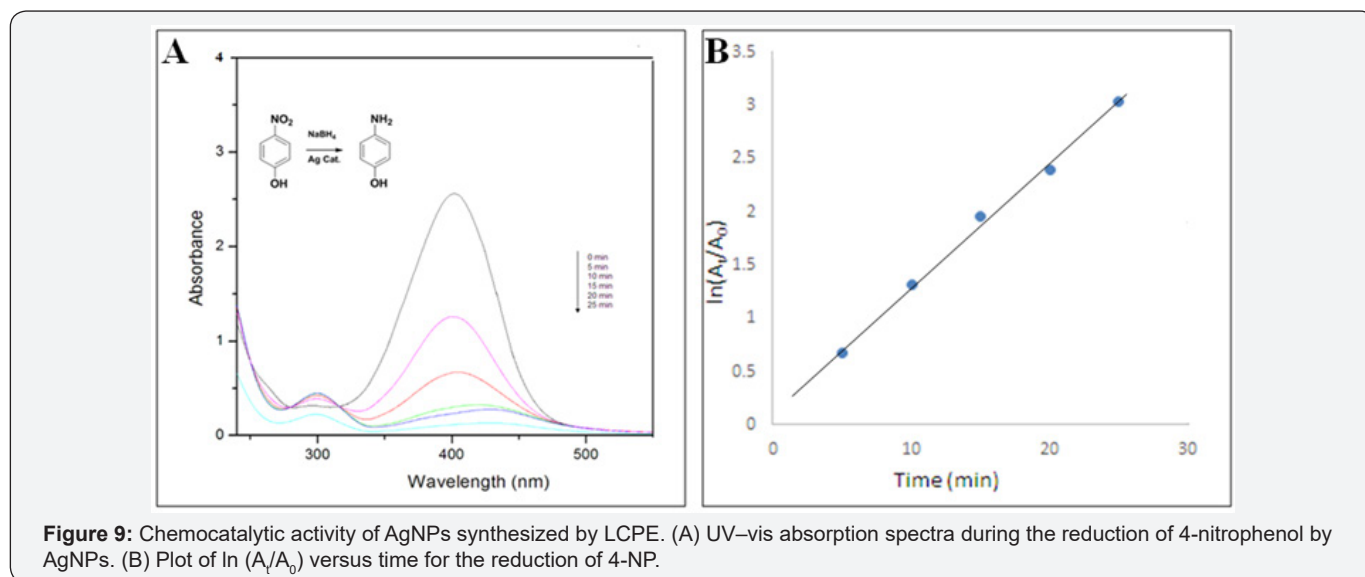 A
4
3
2
1
0
Absorbance
300
400
500
Wavelength (nm)
NO₂
OH
NaBH₄
Ag Cat.
NH₂
OH
0 min
5 min
10 min
15 min
20 min
25 min
B
3.5
3
2.5
2
1.5
1
0.5
0
ln(Aₜ/A₀)
0
10
20
30
Time (min)
Figure 9: Chemocatalytic activity of AgNPs synthesized by LCPE. (A) UV–vis absorption spectra during the reduction of 4-nitrophenol by
AgNPs. (B) Plot of ln (Aₜ/A₀) versus time for the reduction of 4-NP.